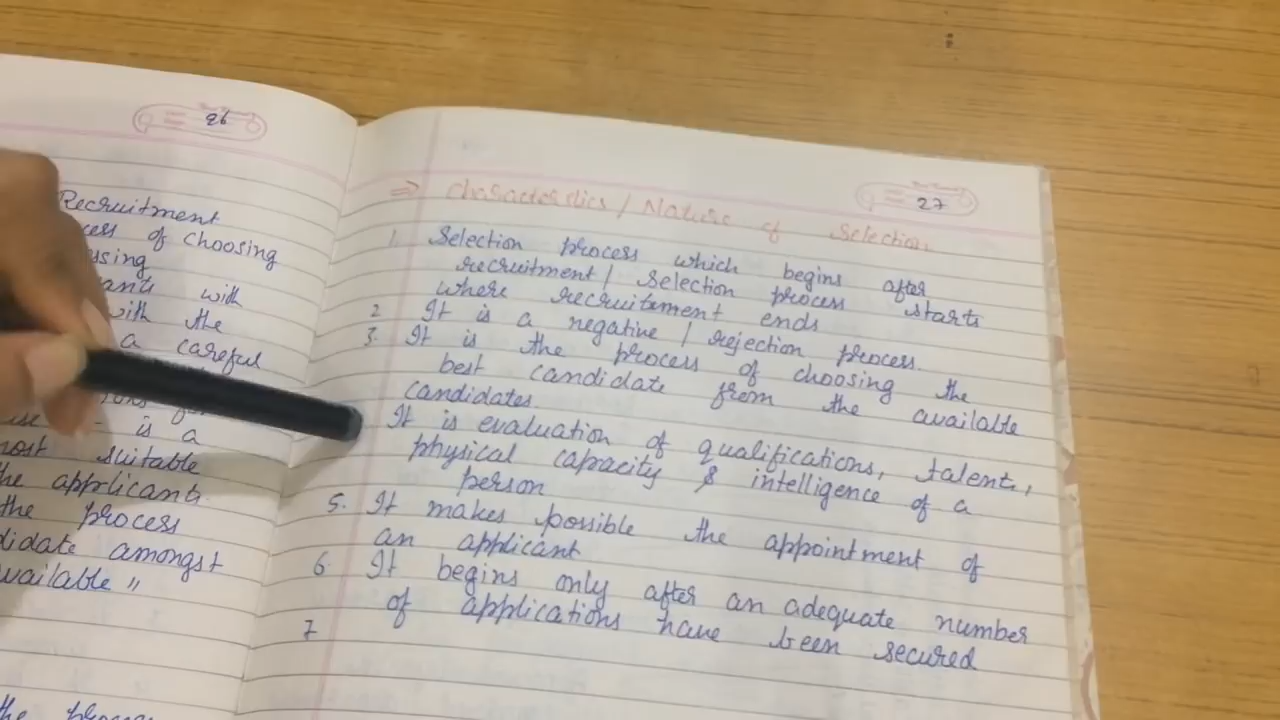 26
Recruitment
of choosing
with
with the
a careful
is a
suitable
the applicants.
the process
amongst
available "
the
27
⇒ Characteristics / Nature of Selection
1. Selection process which begins after
recruitment / Selection process starts
where recruitement ends
2 It is a negative / rejection process.
3. It is the process of choosing the
best candidate from the available
candidates
It is evaluation of qualifications, talents,
physical capacity & intelligence of a
person
5. It makes possible the appointment of
an applicant
6. It begins only after an adequate number
of applications have been secured
7